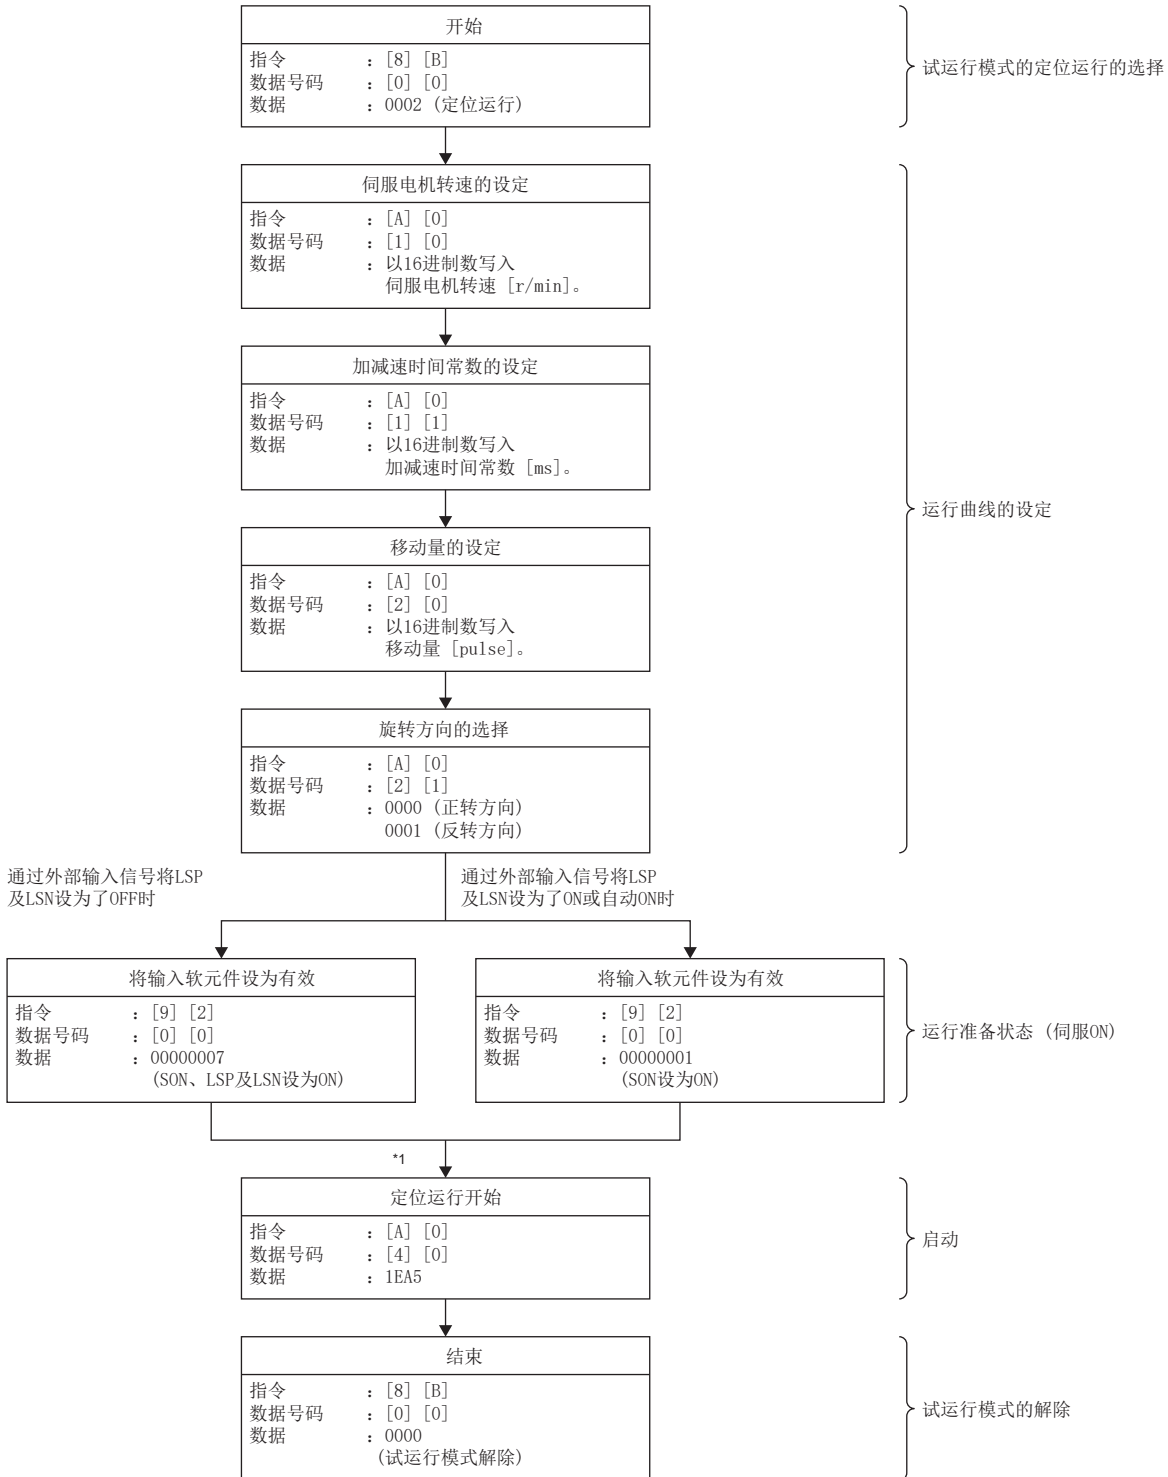 开始
指令 : [8] [B]
数据号码 : [0] [0]
数据 : 0002 (定位运行)
试运行模式的定位运行的选择
伺服电机转速的设定
指令 : [A] [0]
数据号码 : [1] [0]
数据 : 以16进制数写入
伺服电机转速 [r/min]。
加减速时间常数的设定
指令 : [A] [0]
数据号码 : [1] [1]
数据 : 以16进制数写入
加减速时间常数 [ms]。
运行曲线的设定
移动量的设定
指令 : [A] [0]
数据号码 : [2] [0]
数据 : 以16进制数写入
移动量 [pulse]。
旋转方向的选择
指令 : [A] [0]
数据号码 : [2] [1]
数据 : 0000 (正转方向)
0001 (反转方向)
通过外部输入信号将LSP
及LSN设为了OFF时
通过外部输入信号将LSP
及LSN设为了ON或自动ON时
将输入软元件设为有效
指令 : [9] [2]
数据号码 : [0] [0]
数据 : 00000007
(SON、LSP及LSN设为ON)
将输入软元件设为有效
指令 : [9] [2]
数据号码 : [0] [0]
数据 : 00000001
(SON设为ON)
运行准备状态 (伺服ON)
*1
定位运行开始
指令 : [A] [0]
数据号码 : [4] [0]
数据 : 1EA5
启动
结束
指令 : [8] [B]
数据号码 : [0] [0]
数据 : 0000
(试运行模式解除)
试运行模式的解除